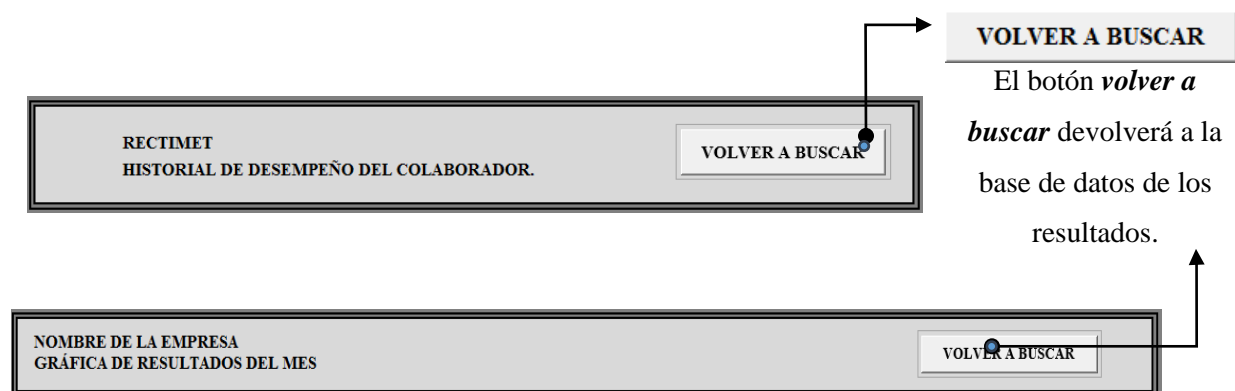 VOLVER A BUSCAR
El botón volver a
buscar devolverá a la
base de datos de los
resultados.
RECTIMET
HISTORIAL DE DESEMPEÑO DEL COLABORADOR.
VOLVER A BUSCAR
NOMBRE DE LA EMPRESA
GRÁFICA DE RESULTADOS DEL MES
VOLVER A BUSCAR